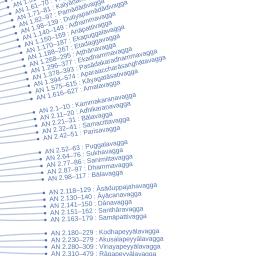 AN 1.61–70 :
AN 1.71–81 : Kalyāṇa
AN 1.82–97 : Pamādādivagga
AN 1.98–139 : Dutiyapamādādivagga
AN 1.140–149 : Adhammavagga
AN 1.150–169 : Anāpattivagga
AN 1.170–187 : Ekapuggalavagga
AN 1.188–267 : Etadaggavagga
AN 1.268–295 : Aṭṭhānavagga
AN 1.296–377 : Ekadhammavagga
AN 1.378–393 : Pasādakaradhammavagga
AN 1.394–574 : Aparaaccharāsaṅghātavagga
AN 1.575–615 : Kāyagatāsativagga
AN 1.616–627 : Amatavagga
AN 2.1–10 : Kammakaraṇavagga
AN 2.11–20 : Adhikaraṇavagga
AN 2.21–31 : Bālavagga
AN 2.32–41 : Samacittavagga
AN 2.42–51 : Parisavagga
AN 2.52–63 : Puggalavagga
AN 2.64–76 : Sukhavagga
AN 2.77–86 : Sanimittavagga
AN 2.87–97 : Dhammavagga
AN 2.98–117 : Bālavagga
AN 2.118–129 : Āsāduppajahavagga
AN 2.130–140 : Āyācanavagga
AN 2.141–150 : Dānavagga
AN 2.151–162 : Santhāravagga
AN 2.163–179 : Samāpattivagga
AN 2.180–229 : Kodhapeyyālavagga
AN 2.230–279 : Akusalapeyyālavagga
AN 2.280–309 : Vinayapeyyālavagga
AN 2.310–479 : Rāgapeyyālavagga